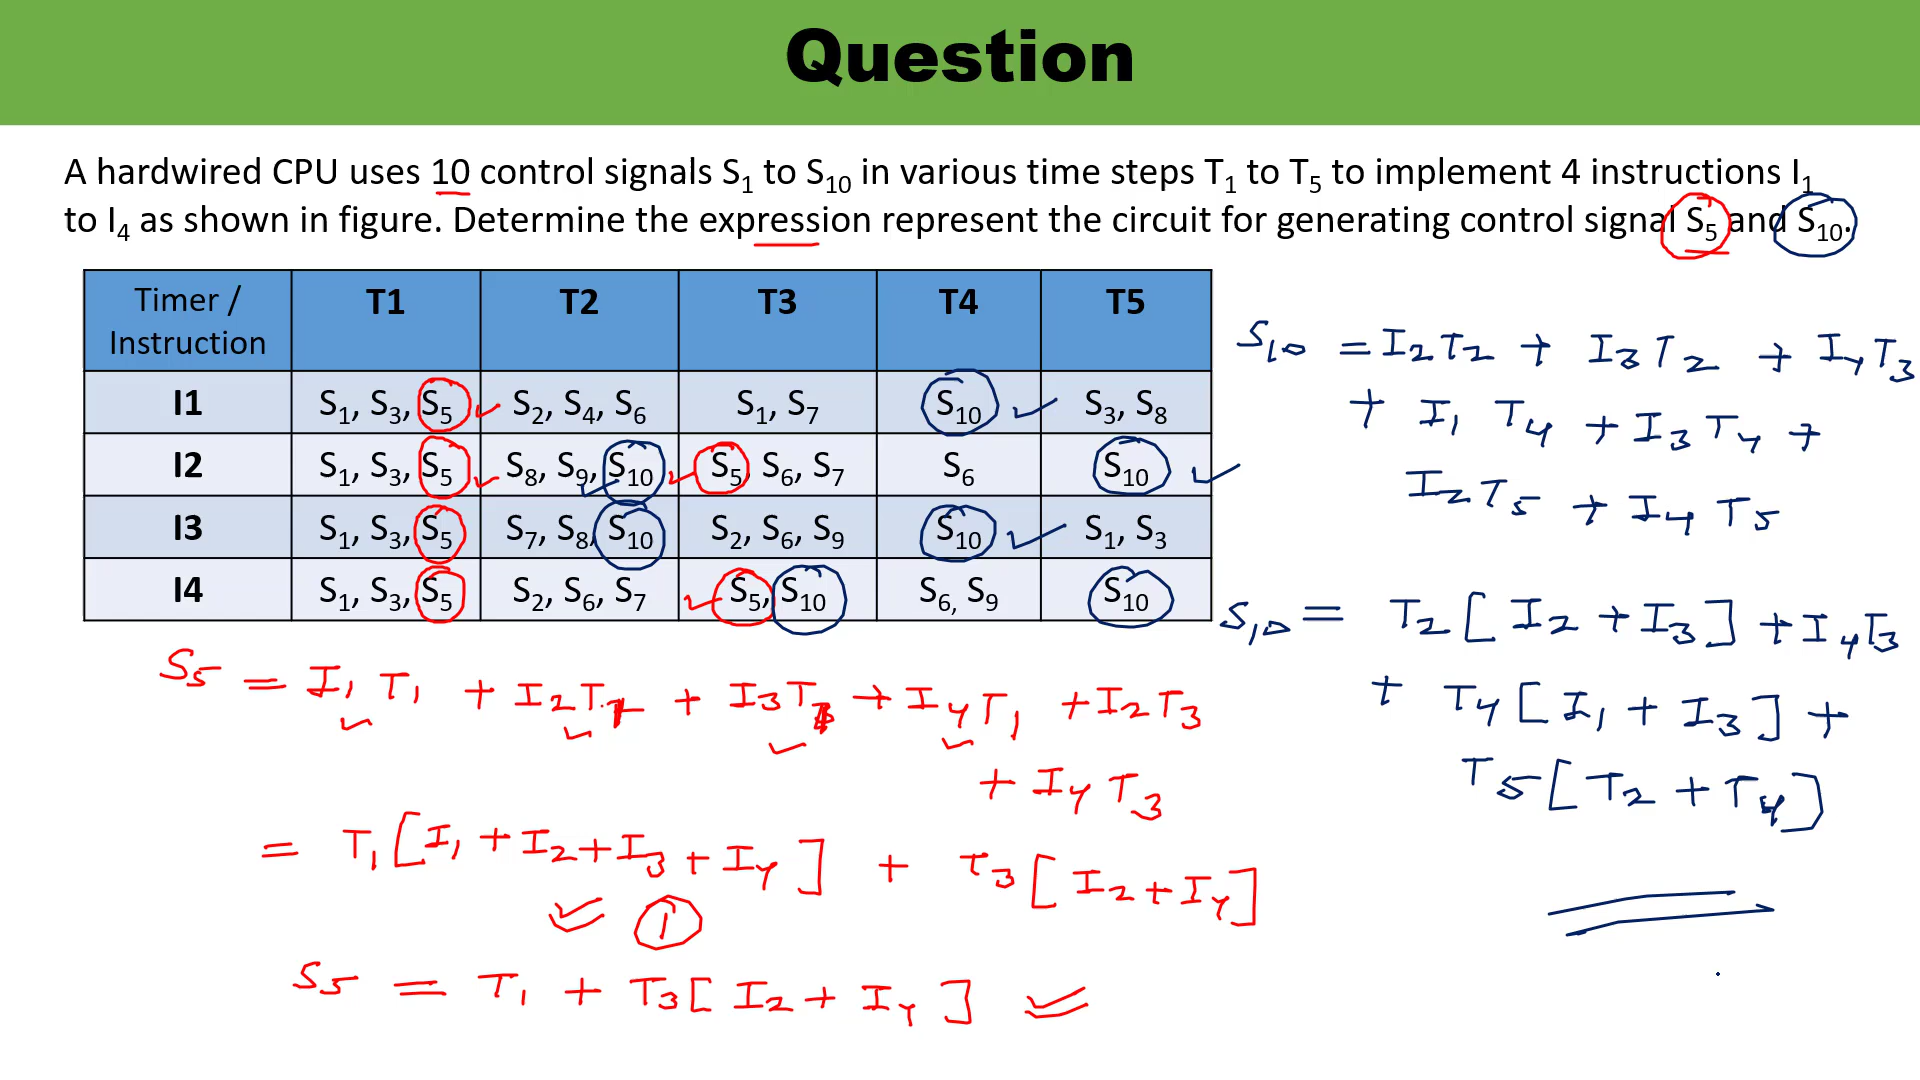 Question
A hardwired CPU uses 10 control signals S1 to S10 in various time steps T1 to T5 to implement 4 instructions I1
to I4 as shown in figure. Determine the expression represent the circuit for generating control signal S5 and S10.
Timer / Instruction T1 T2 T3 T4 T5
I1 S1, S3, S5 S2, S4, S6 S1, S7 S10 S3, S8
I2 S1, S3, S5 S8, S9, S10 S5, S6, S7 S6 S10
I3 S1, S3, S5 S7, S8, S10 S2, S6, S9 S10 S1, S3
I4 S1, S3, S5 S2, S6, S7 S5, S10 S6, S9 S10
S5 = I1 T1 + I2T1 + I3T1 + I4T1 + I2T3
+ I4 T3
= T1[I1 + I2+I3+I4] + T3[I2+I4]
1
S5 = T1 + T3[I2+ I4]
S10 = I2T2 + I3T2 + I4T3
+ I1 T4 + I3T4 +
I2T5 + I4T5
S10 = T2[I2+I3] + I4T3
+ T4[I1 + I3] +
T5[T2 + T4]